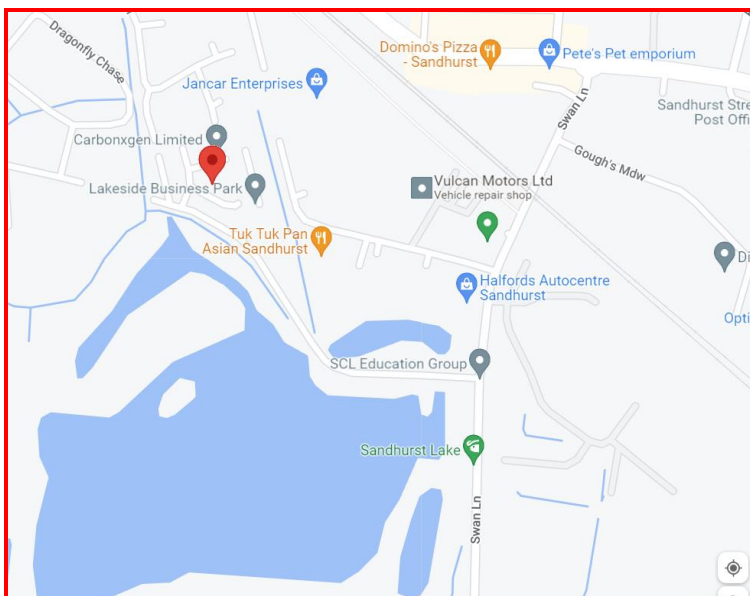 Dragonfly Chase
Domino's Pizza
- Sandhurst
Pete's Pet emporium
Jancar Enterprises
Swan Ln
Sandhurst Stre
Post Offi
Carbonxgen Limited
Gough's Mdw
Lakeside Business Park
Vulcan Motors Ltd
Vehicle repair shop
Tuk Tuk Pan
Asian Sandhurst
Di
Halfords Autocentre
Sandhurst
Opti
SCL Education Group
Sandhurst Lake
Swan Ln